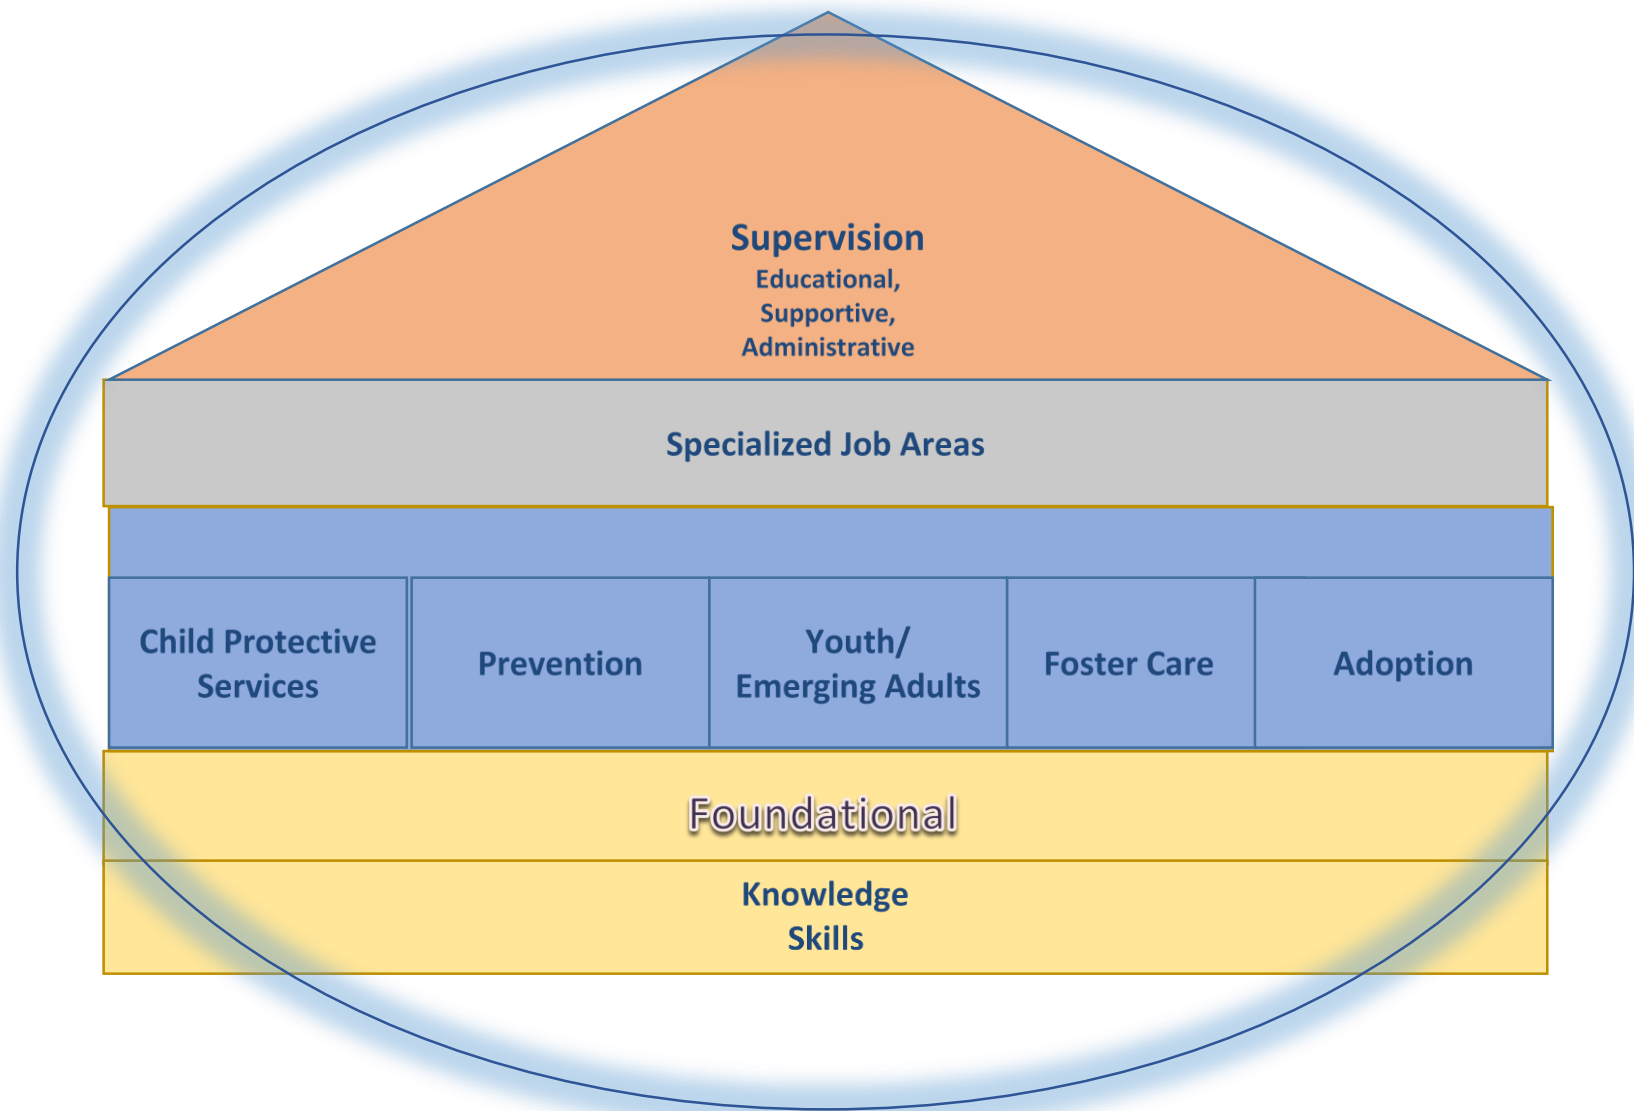 Supervision
Educational,
Supportive,
Administrative
Specialized Job Areas
Child Protective
Services
Prevention
Youth/
Emerging Adults
Foster Care
Adoption
Foundational
Knowledge
Skills